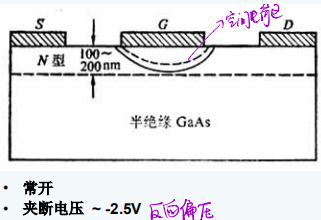 S G D
空间电荷区
N 型 100~
200nm
半绝缘 GaAs
• 常开
• 夹断电压 ~ -2.5V 反向偏压